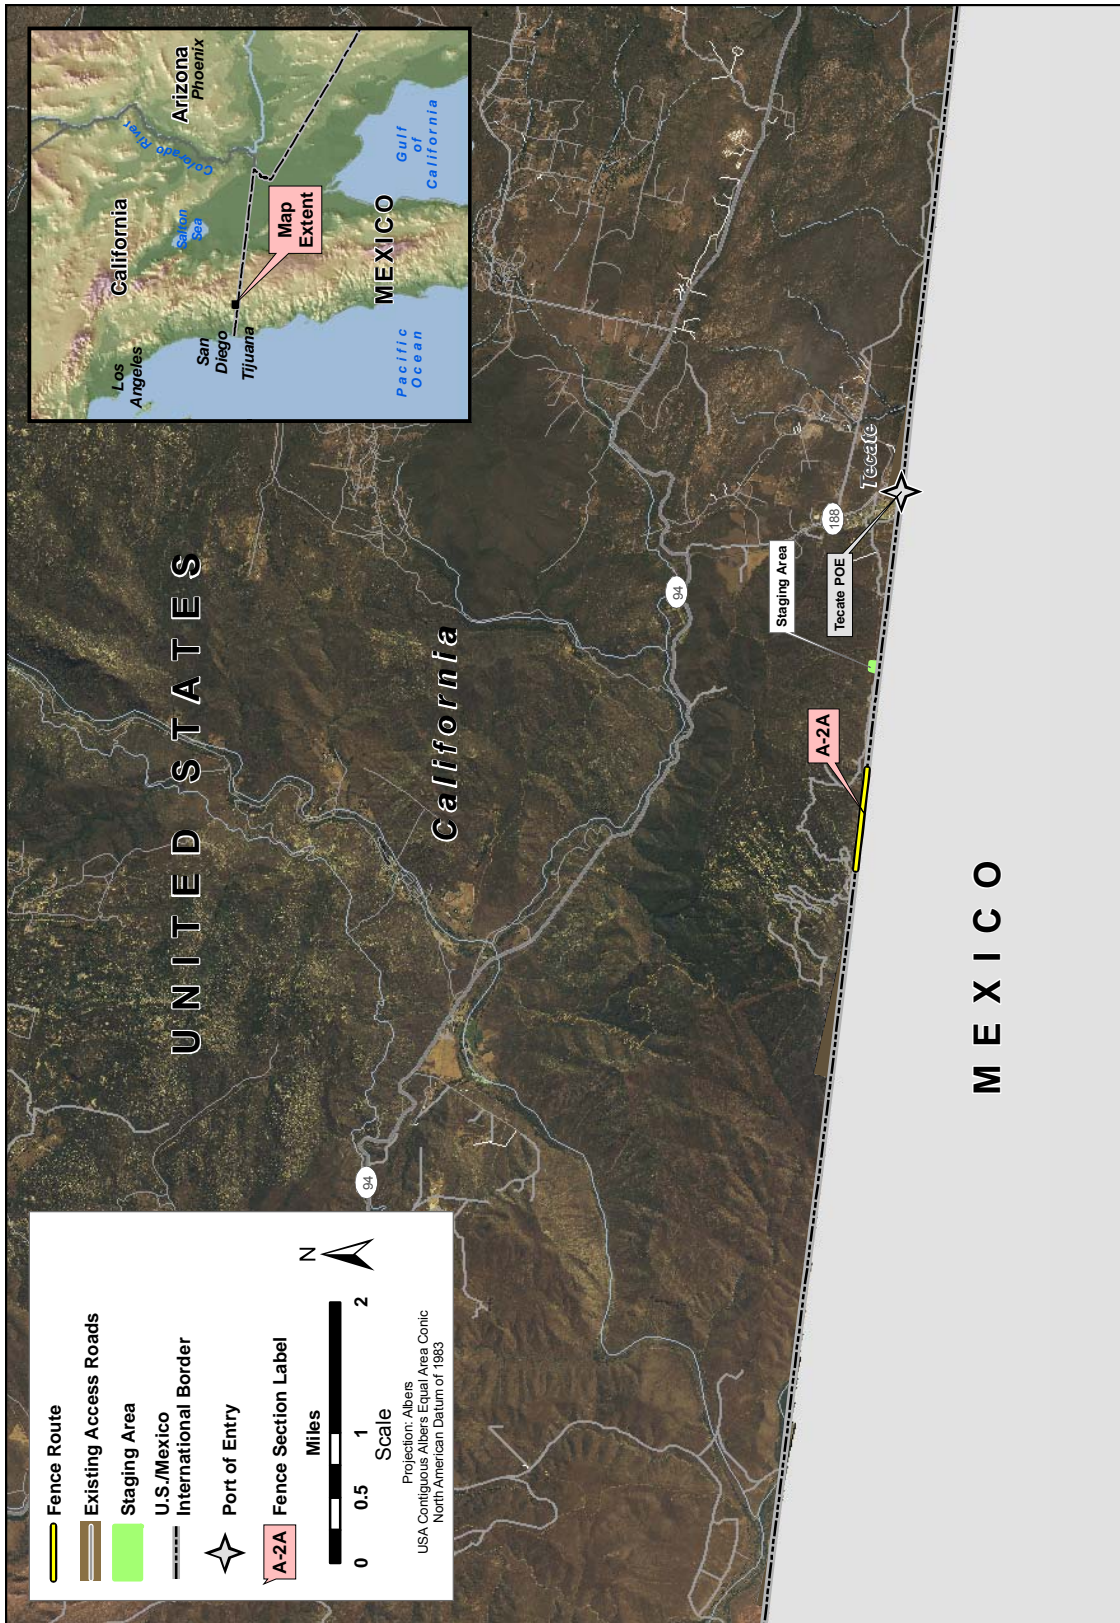 UNITED STATES
California
MEXICO
94
94
188
Tecate
Staging Area
Tecate POE
A-2A
Los
Angeles
California
Arizona
Phoenix
Colorado River
Salton
Sea
San
Diego
Tijuana
Map
Extent
MEXICO
Pacific
Ocean
Gulf
of
California
Fence Route
Existing Access Roads
Staging Area
U.S./Mexico
International Border
Port of Entry
A-2A
Fence Section Label
Miles
0
0.5
1
2
Scale
N
Projection: Albers
USA Contiguous Albers Equal Area Conic
North American Datum of 1983